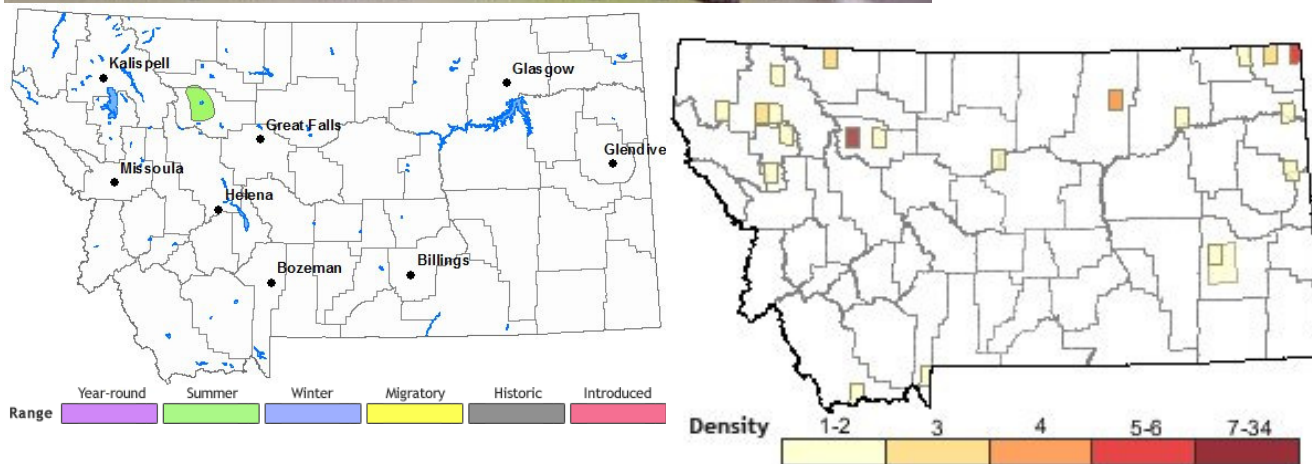 Kalispell
Glasgow
Great Falls
Glendive
Missoula
Helena
Bozeman
Billings
Range Year-round Summer Winter Migratory Historic Introduced
Density 1-2 3 4 5-6 7-34